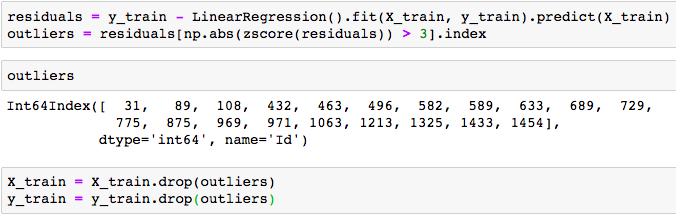 residuals = y_train - LinearRegression().fit(X_train, y_train).predict(X_train)
outliers = residuals[np.abs(zscore(residuals)) > 3].index
outliers
Int64Index([  31,   89,  108,  432,  463,  496,  582,  589,  633,  689,  729,
             775,  875,  969,  971, 1063, 1213, 1325, 1433, 1454],
           dtype='int64', name='Id')
X_train = X_train.drop(outliers)
y_train = y_train.drop(outliers)